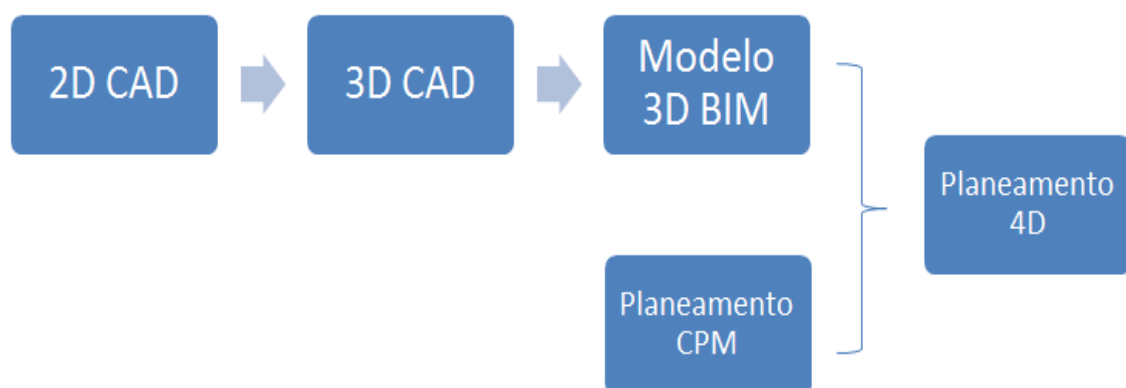 2D CAD
3D CAD
Modelo
3D BIM
Planeamento
4D
Planeamento
CPM